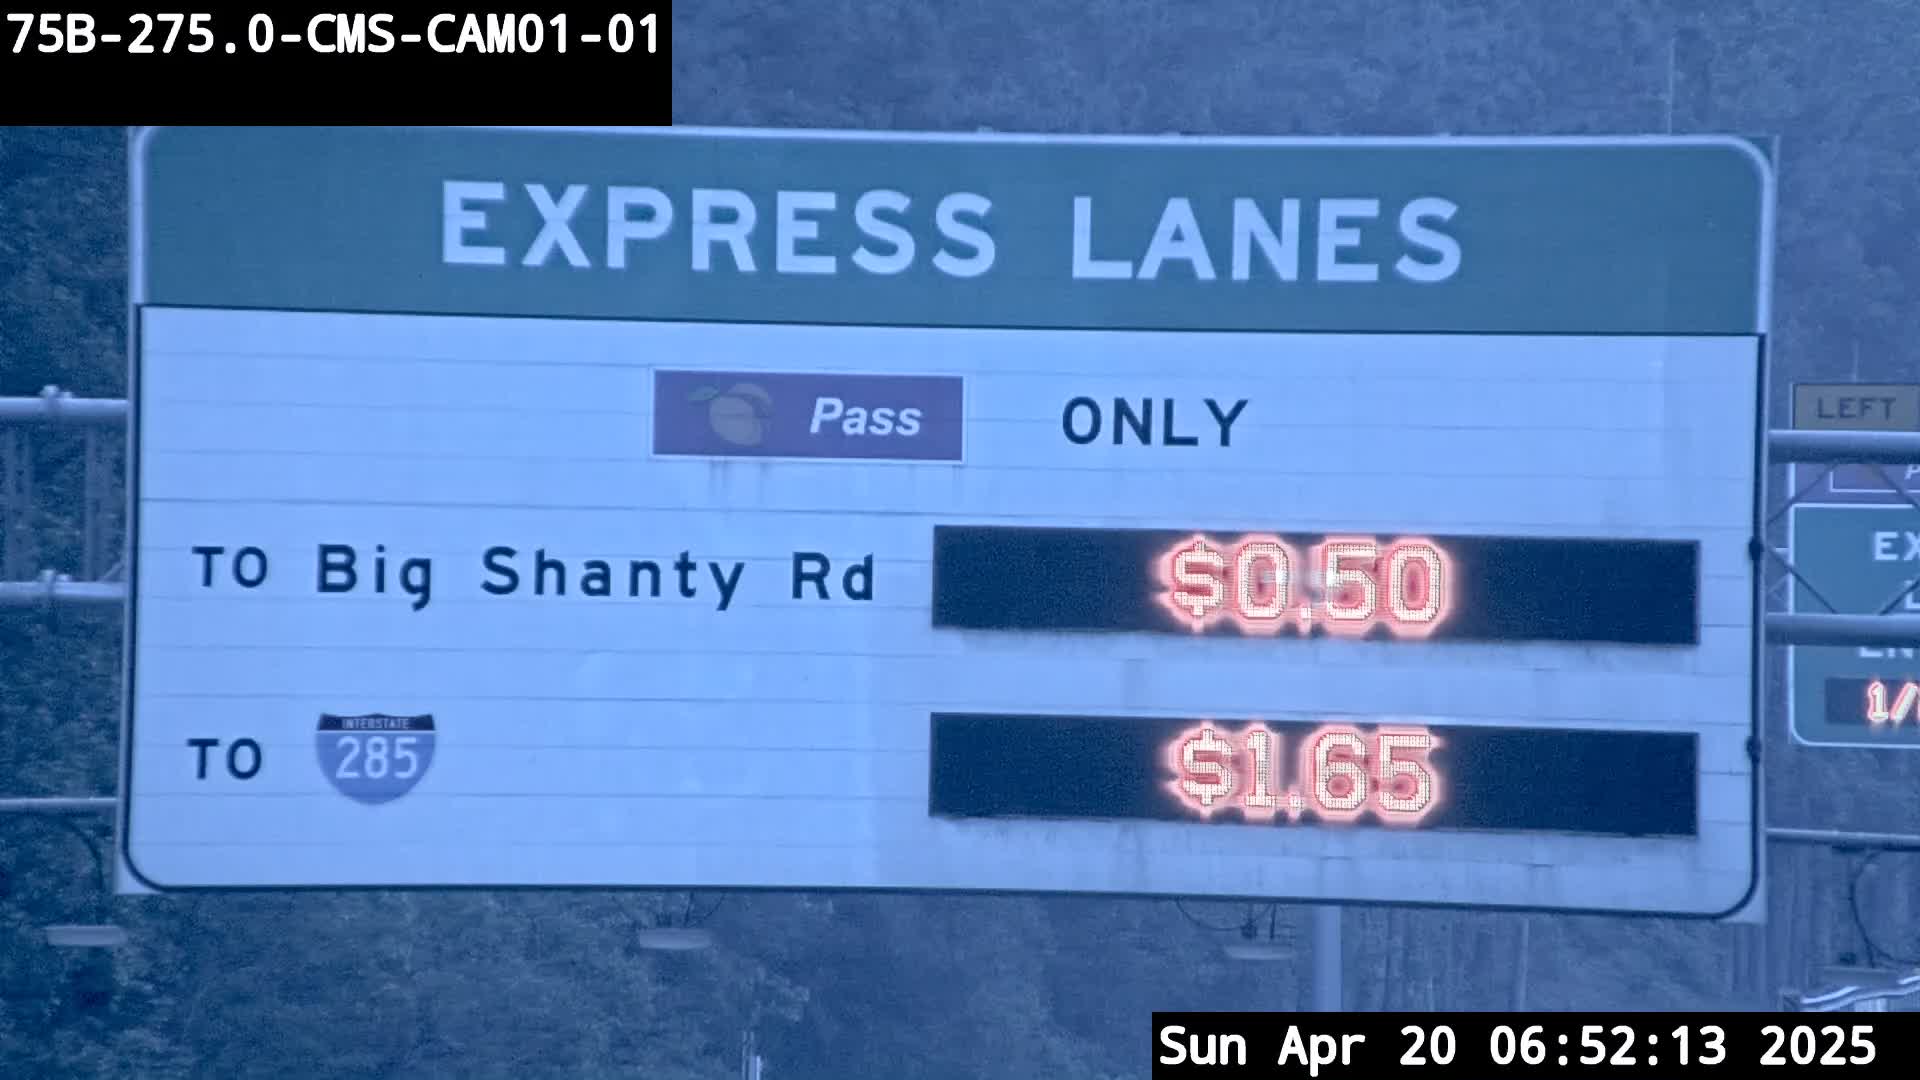 75B-275.0-CMS-CAM01-01
EXPRESS LANES
Pass ONLY
TO Big Shanty Rd $0.50
TO INTERSTATE 285 $1.65
LEFT
1/
Sun Apr 20 06:52:13 2025